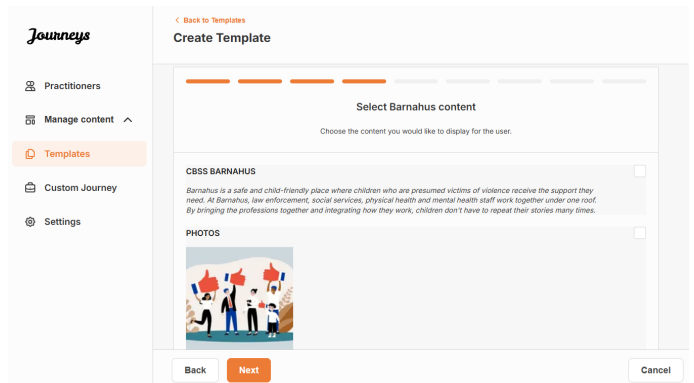 Journeys
Back to Templates
Create Template
Practitioners
Manage content
Templates
Custom Journey
Settings
Select Barnahus content
Choose the content you would like to display for the user.
CBSS BARNAHUS
Barnahus is a safe and child-friendly place where children who are presumed victims of violence receive the support they
need. At Barnahus, law enforcement, social services, physical health and mental health staff work together under one roof.
By bringing the professions together and integrating how they work, children don't have to repeat their stories many times.
PHOTOS
Back
Next
Cancel